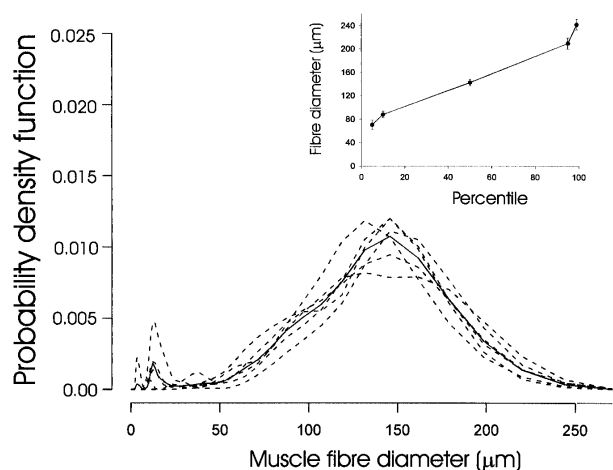 Probability density function
0.025
0.020
0.015
0.010
0.005
0.00
0 50 100 150 200 250
Muscle fibre diameter (μm)
Fibre diameter (μm)
240
200
160
120
80
40
0
0 20 40 60 80 100
Percentile